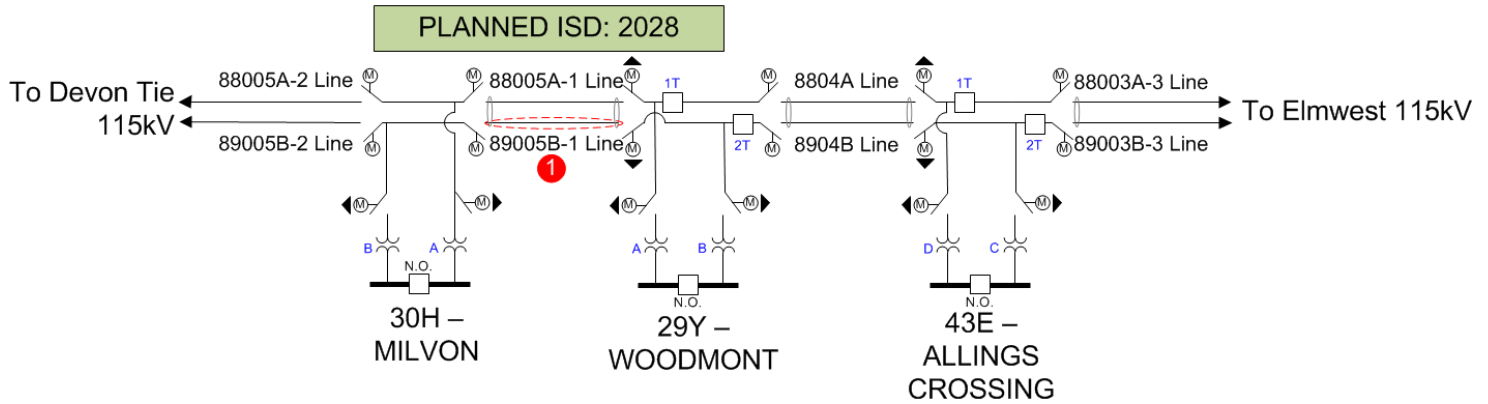 PLANNED ISD: 2028
To Devon Tie
115kV
88005A-2 Line
M
M
88005A-1 Line
M
1T
M
8804A Line
M
1T
M
88003A-3 Line
To Elmwest 115kV
89005B-2 Line
M
M
89005B-1 Line
M
2T
M
8904B Line
M
2T
M
89003B-3 Line
1
M
M
M
M
M
M
B
A
A
B
D
C
N.O.
N.O.
N.O.
30H –
MILVON
29Y –
WOODMONT
43E –
ALLINGS
CROSSING